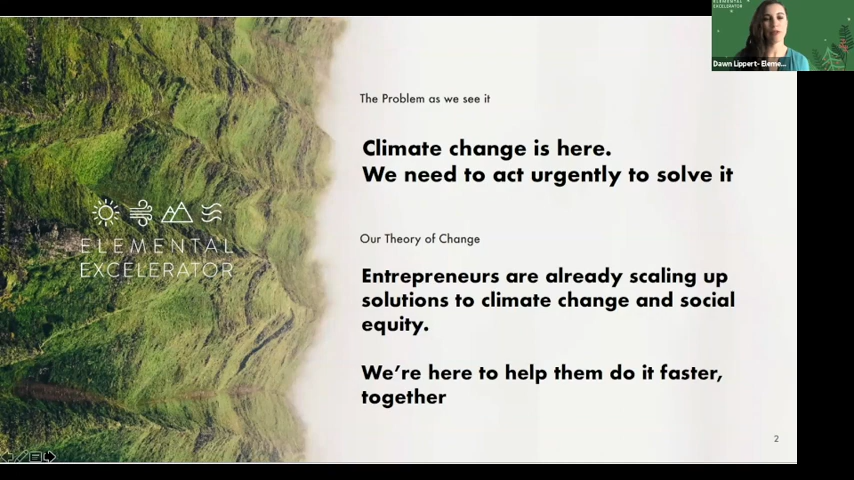 ELEMENTAL
EXCELERATOR
Dawn Lippert- Eleme...
The Problem as we see it
Climate change is here.
We need to act urgently to solve it
ELEMENTAL
EXCELERATOR
Our Theory of Change
Entrepreneurs are already scaling up
solutions to climate change and social
equity.
We’re here to help them do it faster,
together
2